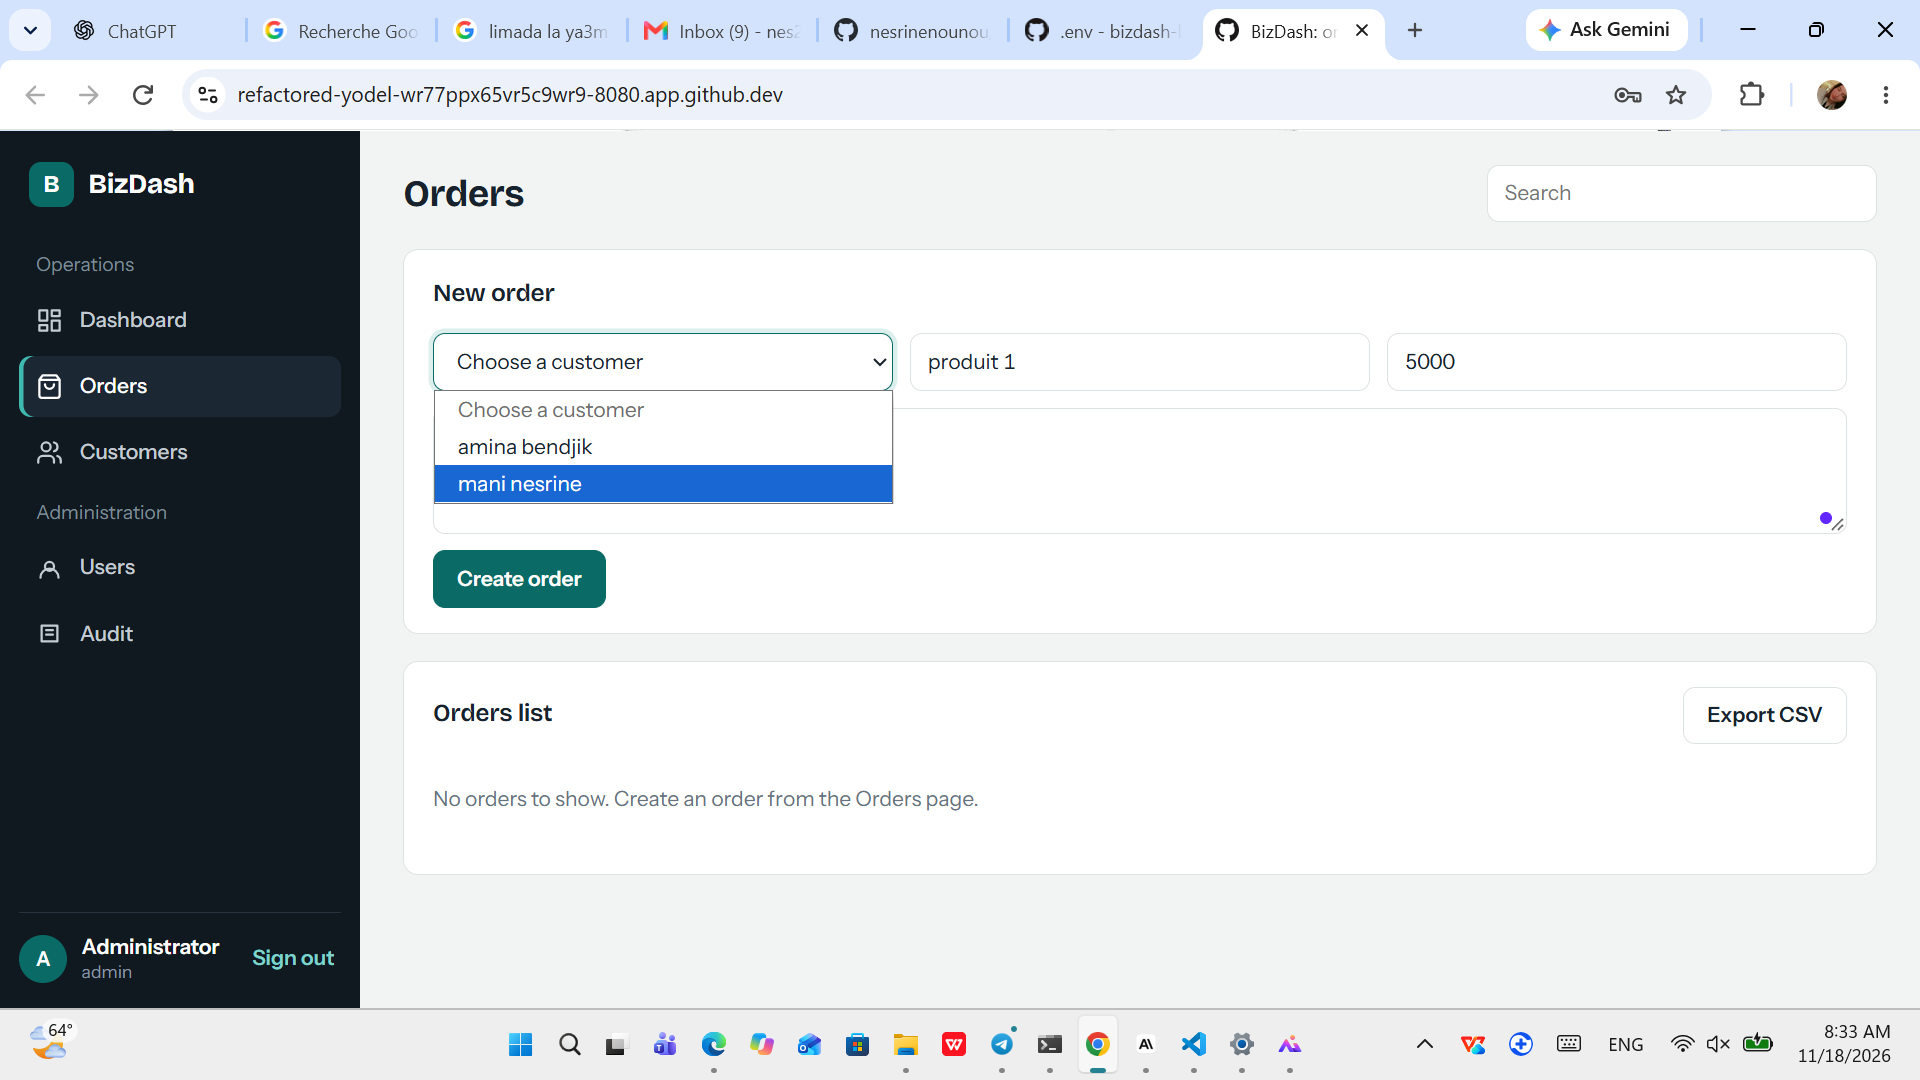 ChatGPT
Recherche Goo
limada la ya3m
Inbox (9) - nes2
nesrinenounou
.env - bizdash-
BizDash: or
Ask Gemini
refactored-yodel-wr77ppx65vr5c9wr9-8080.app.github.dev
B BizDash
Operations
Dashboard
Orders
Customers
Administration
Users
Audit
A
Administrator
admin
Sign out
Orders
Search
New order
Choose a customer
produit 1
5000
Choose a customer
amina bendjik
mani nesrine
Create order
Orders list
Export CSV
No orders to show. Create an order from the Orders page.
64°
ENG
8:33 AM
11/18/2026